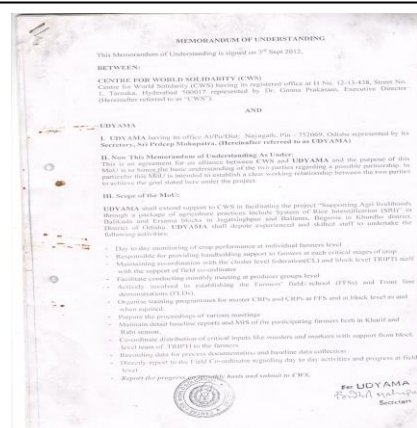 MEMORANDUM OF UNDERSTANDING
This Memorandum of Understanding is signed on 3rd Sept 2012,
BETWEEN:
CENTRE FOR WORLD SOLIDARITY (CWS)
Centre for World Solidarity (CWS) having its registered office at H No. 12-13-438, Street No.
1, Tarnaka, Hyderabad 500017 represented by Dr. Gnana Prakasam, Executive Director
(Hereinafter referred to as "CWS").
AND
UDYAMA
I. UDYAMA having its office At/Po/Dist: Nayagarh, Pin - 752069, Odisha represented by its
Secretary, Sri Pradeep Mohapatra. (Hereinafter referred to as UDYAMA)
II. Now This Memorandum of Understanding As Under:
This is an agreement for an alliance between CWS and UDYAMA and the purpose of this
MoU is to the basic understanding of the two parties regarding a possible partnership. In
particular this MoU is intended to establish a close working relationship between the two parties
to achieve the goal stated here under the project.
III. Scope of the MoU:
UDYAMA shall extend support to CWS in facilitating the project "Supporting Agri livelihoods
through a package of agriculture practices include System of Rice Intensification (SRI)" in
Balikuda and Erasma blocks in Jagatsinghpur and Begunia in Khurdha district,
District of Odisha. UDYAMA shall depute experienced and skilled staff to undertake the
following activities:
- Day to day monitoring of crop performance at individual farmers level
- Responsible for providing handholding support to farmers at each critical stages of crop
- Maintaining co-ordination with the cluster level federation(CLF) and block level TRIPTI staff
with the support of field coordinator
- Facilitate conducting monthly meeting at producer groups level
- Actively involved in establishing the Farmers' field schools (FFSs) and Front line
demonstrations (FLDs)
- Organise training programmes for master CRPs and CRPs at FFS and at block level as and
when required.
- Prepare the proceedings of various meetings
- Maintain detail baseline reports and MIS of the participating farmers both in Kharif and
Rabi season.
- Coordinate distribution of critical inputs like weeders and markers with support from block
level team of TRIPTI to the farmers
- Recording data for process documentation and baseline data collection
- Directly report to the Field Coordinator regarding day to day activities and progress at field
level
- Report the progress on monthly basis and submit to CWS.
For UDYAMA
Secretary